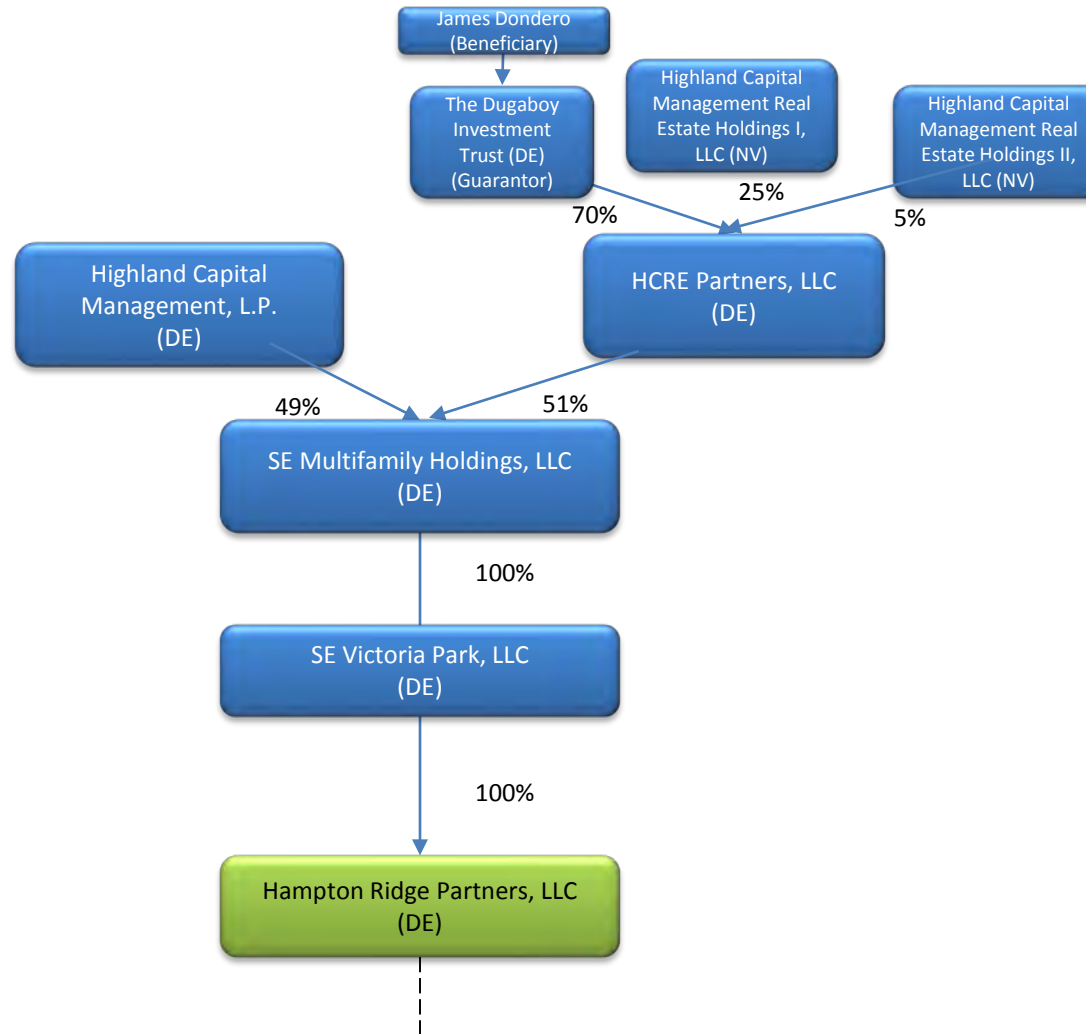 James Dondero
(Beneficiary)
The Dugaboy
Investment
Trust (DE)
(Guarantor)
Highland Capital
Management Real
Estate Holdings I,
LLC (NV)
Highland Capital
Management Real
Estate Holdings II,
LLC (NV)
70%
25%
5%
Highland Capital
Management, L.P.
(DE)
HCRE Partners, LLC
(DE)
49%
51%
SE Multifamily Holdings, LLC
(DE)
100%
SE Victoria Park, LLC
(DE)
100%
Hampton Ridge Partners, LLC
(DE)